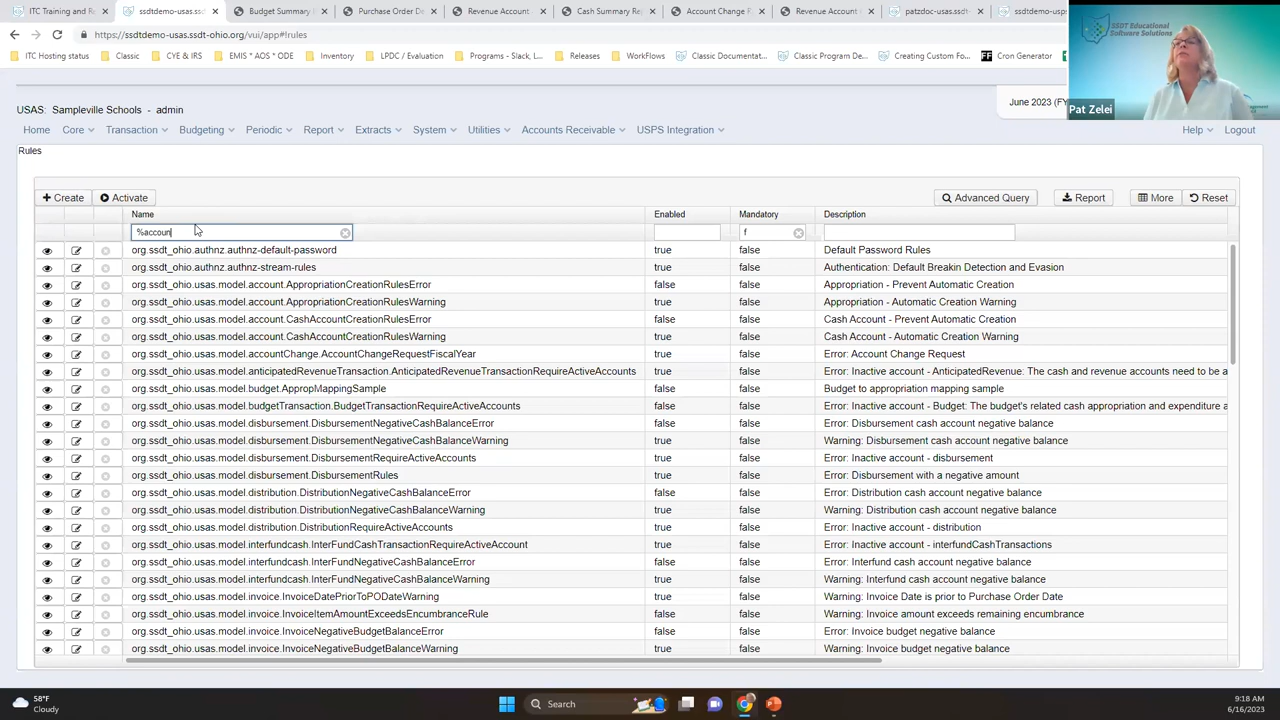 ITC Training and Re
ssdtdemo-usas.ss
Budget Summary
Purchase Order De
Revenue Account
Cash Summary Re
Account Change R
Revenue Account A
patzdoc-usas.ssdt-
ssdtdemo-usps
https://ssdtdemo-usas.ssdt-ohio.org/vui/app#!rules
ITC Hosting status
Classic
CYE & IRS
EMIS * AOS * ODE
Inventory
LPDC / Evaluation
Programs - Slack, L...
Releases
WorkFlows
Classic Documentat...
Classic Program De...
Creating Custom Fo...
Cron Generator
SSDT Educational
Software Solutions
Pat Zelei
USAS: Sampleville Schools - admin
June 2023 (FY
Home
Core
Transaction
Budgeting
Periodic
Report
Extracts
System
Utilities
Accounts Receivable
USPS Integration
Help
Logout
Rules
Create
Activate
Advanced Query
Report
More
Reset
Name Enabled Mandatory Description
%accoun f
org.ssdt_ohio.authnz.authnz-default-password true false Default Password Rules
org.ssdt_ohio.authnz.authnz-stream-rules true false Authentication: Default Breakin Detection and Evasion
org.ssdt_ohio.usas.model.account.AppropriationCreationRulesError false false Appropriation - Prevent Automatic Creation
org.ssdt_ohio.usas.model.account.AppropriationCreationRulesWarning true false Appropriation - Automatic Creation Warning
org.ssdt_ohio.usas.model.account.CashAccountCreationRulesError false false Cash Account - Prevent Automatic Creation
org.ssdt_ohio.usas.model.account.CashAccountCreationRulesWarning true false Cash Account - Automatic Creation Warning
org.ssdt_ohio.usas.model.accountChange.AccountChangeRequestFiscalYear true false Error: Account Change Request
org.ssdt_ohio.usas.model.anticipatedRevenueTransaction.AnticipatedRevenueTransactionRequireActiveAccounts true false Error: Inactive account - AnticipatedRevenue: The cash and revenue accounts need to be a
org.ssdt_ohio.usas.model.budget.AppropMappingSample false false Budget to appropriation mapping sample
org.ssdt_ohio.usas.model.budgetTransaction.BudgetTransactionRequireActiveAccounts true false Error: Inactive account - Budget: The budget's related cash appropriation and expenditure a
org.ssdt_ohio.usas.model.disbursement.DisbursementNegativeCashBalanceError false false Error: Disbursement cash account negative balance
org.ssdt_ohio.usas.model.disbursement.DisbursementNegativeCashBalanceWarning true false Warning: Disbursement cash account negative balance
org.ssdt_ohio.usas.model.disbursement.DisbursementRequireActiveAccounts true false Error: Inactive account - disbursement
org.ssdt_ohio.usas.model.disbursement.DisbursementRules true false Error: Disbursement with a negative amount
org.ssdt_ohio.usas.model.distribution.DistributionNegativeCashBalanceError false false Error: Distribution cash account negative balance
org.ssdt_ohio.usas.model.distribution.DistributionNegativeCashBalanceWarning true false Warning: Distribution cash account negative balance
org.ssdt_ohio.usas.model.distribution.DistributionRequireActiveAccounts true false Error: Inactive account - distribution
org.ssdt_ohio.usas.model.interfundcash.InterFundCashTransactionRequireActiveAccount true false Error: Inactive account - interfundCashTransactions
org.ssdt_ohio.usas.model.interfundcash.InterFundNegativeCashBalanceError false false Error: Interfund cash account negative balance
org.ssdt_ohio.usas.model.interfundcash.InterFundNegativeCashBalanceWarning true false Warning: Interfund cash account negative balance
org.ssdt_ohio.usas.model.invoice.InvoiceDatePriorToPODateWarning true false Warning: Invoice Date is prior to Purchase Order Date
org.ssdt_ohio.usas.model.invoice.InvoiceItemAmountExceedsEncumbranceRule false false Warning: Invoice amount exceeds remaining encumbrance
org.ssdt_ohio.usas.model.invoice.InvoiceNegativeBudgetBalanceError false false Error: Invoice budget negative balance
org.ssdt_ohio.usas.model.invoice.InvoiceNegativeBudgetBalanceWarning true false Warning: Invoice budget negative balance
58°F
Cloudy
Search
9:18 AM
6/16/2023